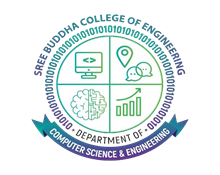 SREE BUDDHA COLLEGE OF ENGINEERING
• DEPARTMENT OF •
COMPUTER SCIENCE & ENGINEERING